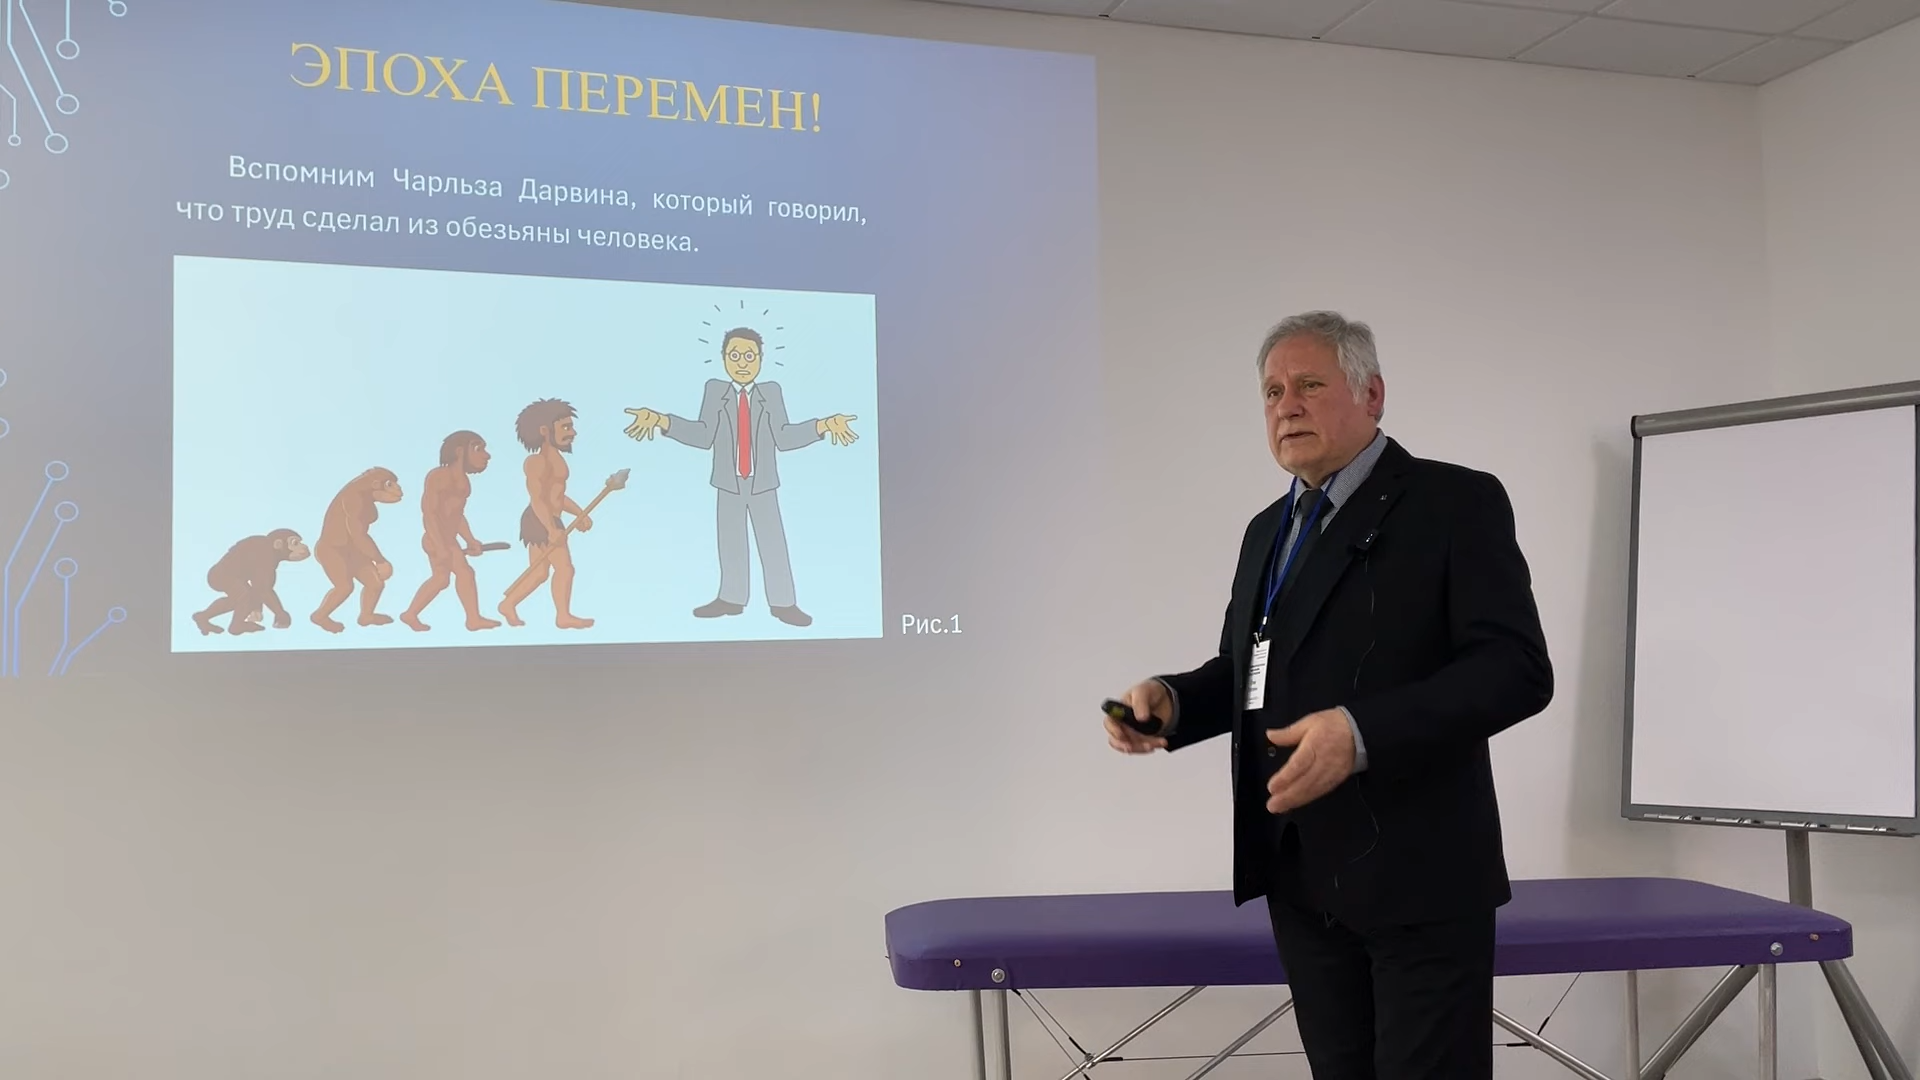 ЭПОХА ПЕРЕМЕН!
Вспомним Чарльза Дарвина, который говорил,
что труд сделал из обезьяны человека.
Рис.1